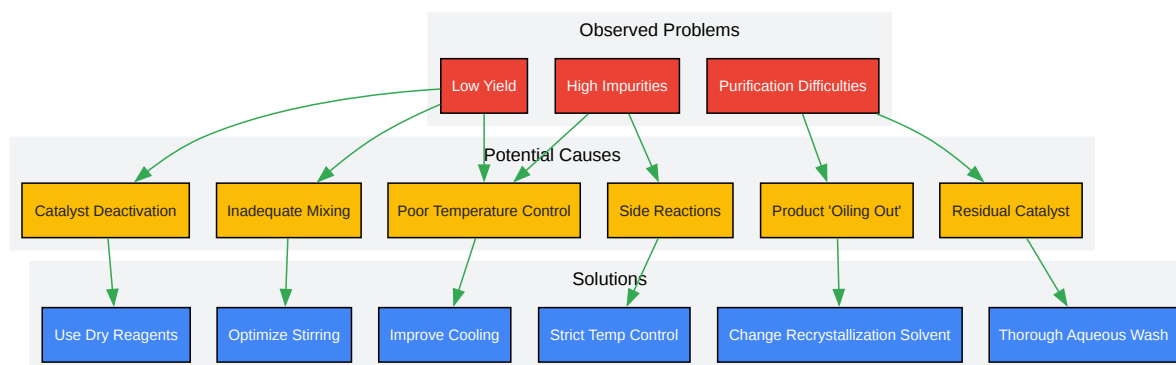 Observed Problems
Low Yield
High Impurities
Purification Difficulties
Potential Causes
Catalyst Deactivation
Inadequate Mixing
Poor Temperature Control
Side Reactions
Product 'Oiling Out'
Residual Catalyst
Solutions
Use Dry Reagents
Optimize Stirring
Improve Cooling
Strict Temp Control
Change Recrystallization Solvent
Thorough Aqueous Wash